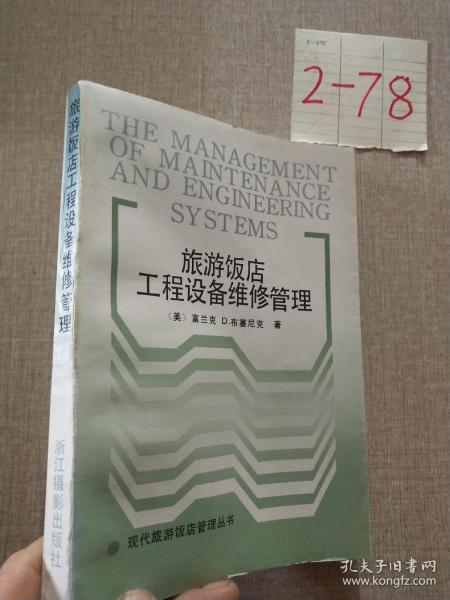 2-78
THE MANAGEMENT
OF MAINTENANCE
AND ENGINEERING
SYSTEMS
旅游饭店
工程设备维修管理
（美）富兰克 D·布塞尼克 著
现代旅游饭店管理丛书
旅游饭店工程设备维修管理
浙江摄影出版社
孔夫子旧书网
www.kongfz.com